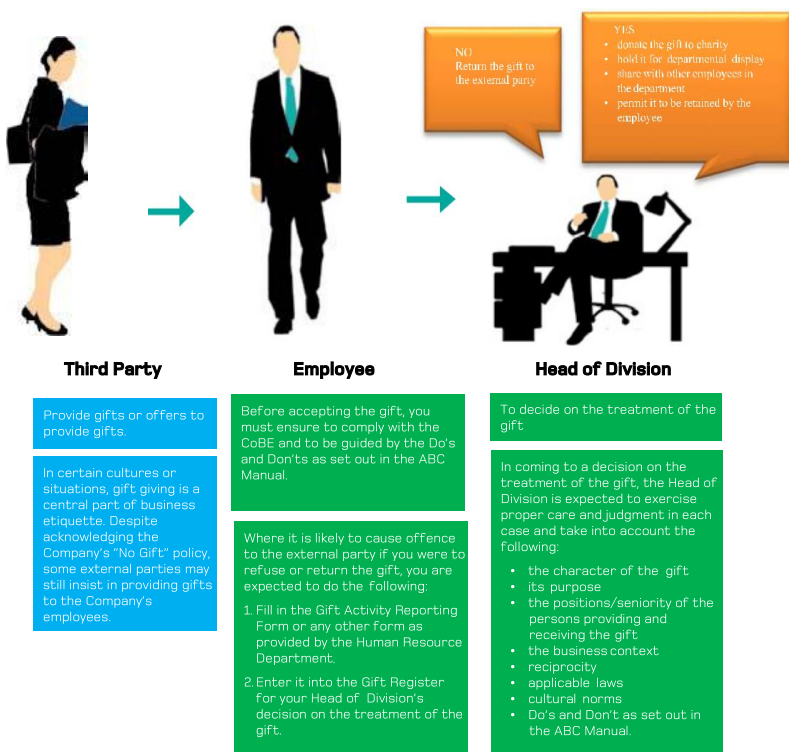 NO
Return the gift to
the external party
YES
• donate the gift to charity
• hold it for departmental display
• share with other employees in
the department
• permit it to be retained by the
employee
Third Party
Employee
Head of Division
Provide gifts or offers to
provide gifts.
In certain cultures or
situations, gift giving is a
central part of business
etiquette. Despite
acknowledging the
Company's "No Gift" policy,
some external parties may
still insist in providing gifts
to the Company's
employees.
Before accepting the gift, you
must ensure to comply with the
CoBE and to be guided by the Do's
and Don'ts as set out in the ABC
Manual.
Where it is likely to cause offence
to the external party if you were to
refuse or return the gift, you are
expected to do the following:
1. Fill in the Gift Activity Reporting
Form or any other form as
provided by the Human Resource
Department.
2. Enter it into the Gift Register
for your Head of Division's
decision on the treatment of the
gift.
To decide on the treatment of the
gift
In coming to a decision on the
treatment of the gift, the Head of
Division is expected to exercise
proper care and judgment in each
case and take into account the
following:
• the character of the gift
• its purpose
• the positions/seniority of the
persons providing and
receiving the gift
• the business context
• reciprocity
• applicable laws
• cultural norms
• Do's and Don't as set out in
the ABC Manual.